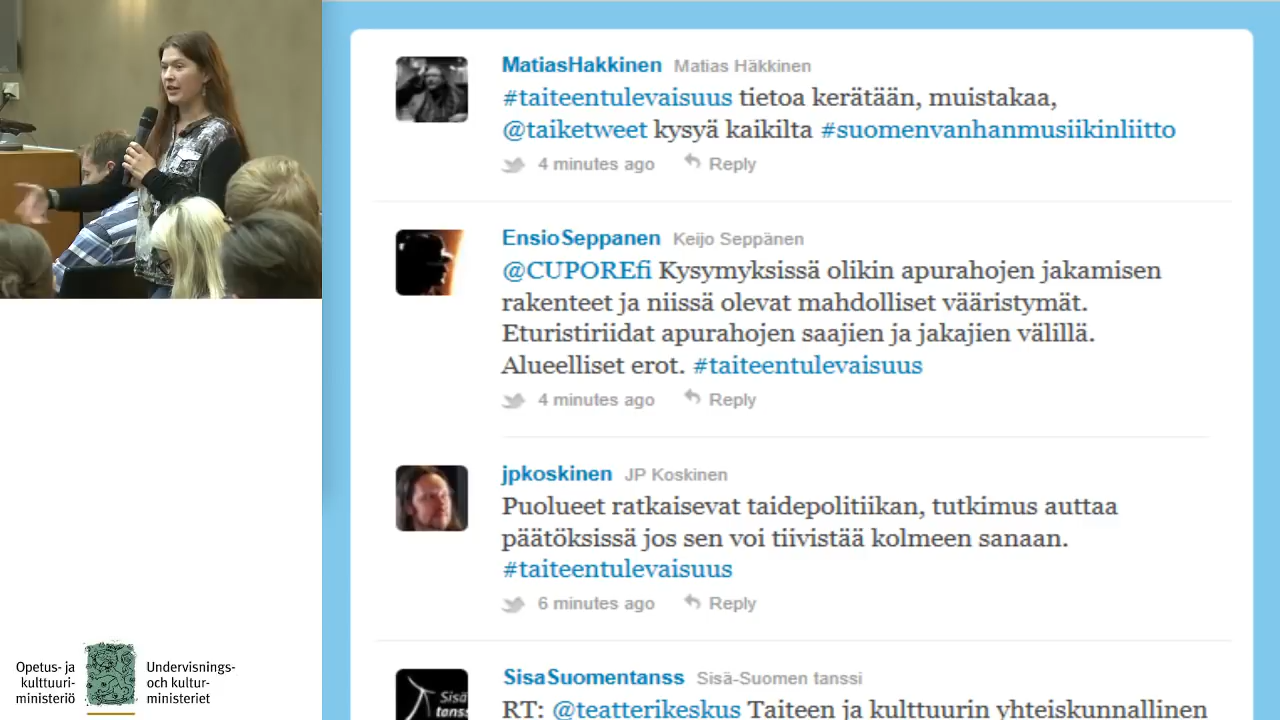 MatiasHakkinen Matias Häkkinen
#taiteentulevaisuus tietoa kerätään, muistakaa,
@taiketweet kysyä kaikilta #suomenvanhanmusiikinliitto
4 minutes ago Reply
EnsioSeppanen Keijo Seppänen
@CUPOREfi Kysymyksissä olikin apurahojen jakamisen
rakenteet ja niissä olevat mahdolliset vääristymät.
Eturistiriidat apurahojen saajien ja jakajien välillä.
Alueelliset erot. #taiteentulevaisuus
4 minutes ago Reply
jpkoskinen JP Koskinen
Puolueet ratkaisevat taidepolitiikan, tutkimus auttaa
päätöksissä jos sen voi tiivistää kolmeen sanaan.
#taiteentulevaisuus
6 minutes ago Reply
SisaSuomentanss Sisä-Suomen tanssi
RT: @teatterikeskus Taiteen ja kulttuurin yhteiskunnallinen
Sisä
tanss
Opetus- ja
kulttuuri-
ministeriö
Undervisnings-
och kultur-
ministeriet